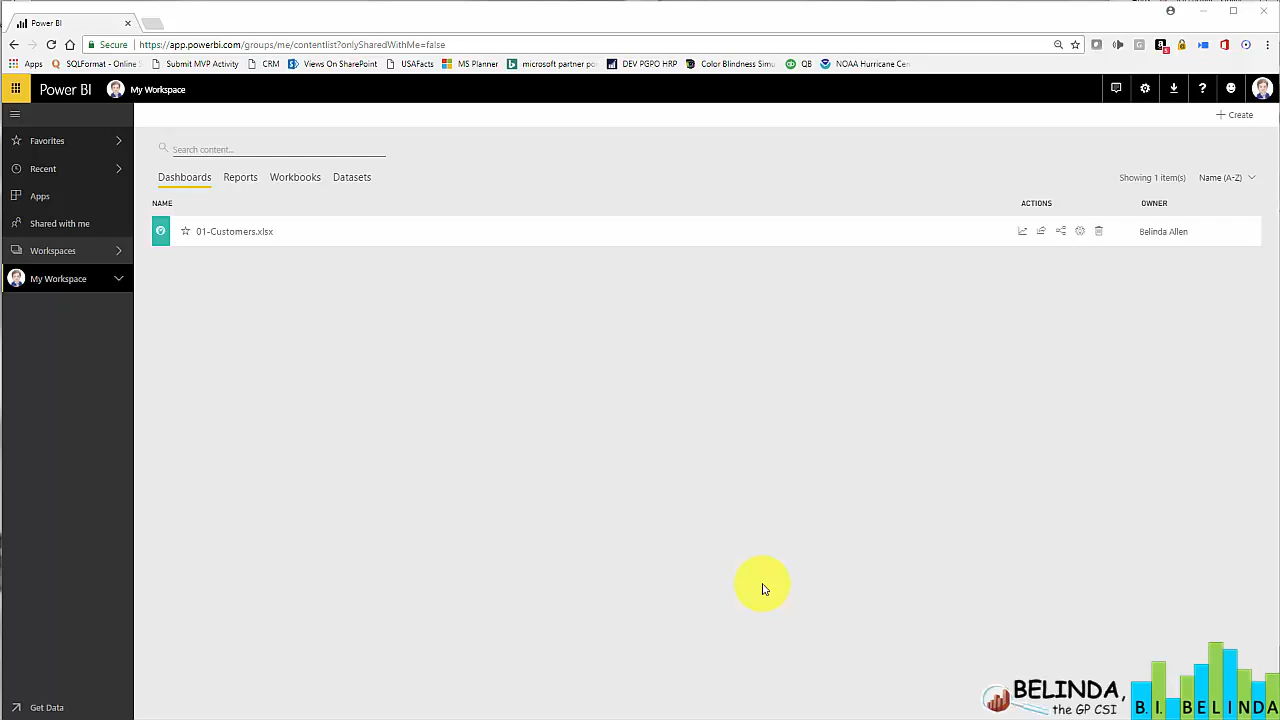 Power BI
Secure https://app.powerbi.com/groups/me/contentlist?onlySharedWithMe=false
Apps SQLFormat - Online Submit MVP Activity CRM Views On SharePoint USAFacts MS Planner microsoft partner po DEV PGPO HRP Color Blindness Simu QB NOAA Hurricane Cen
Power BI My Workspace
Create
Favorites
Search content...
Recent
Dashboards Reports Workbooks Datasets Showing 1 item(s) Name (A-Z)
Apps
NAME ACTIONS OWNER
Shared with me
01-Customers.xlsx Belinda Allen
Workspaces
My Workspace
BELINDA,
the GP CSI
B. I. BELINDA
Get Data